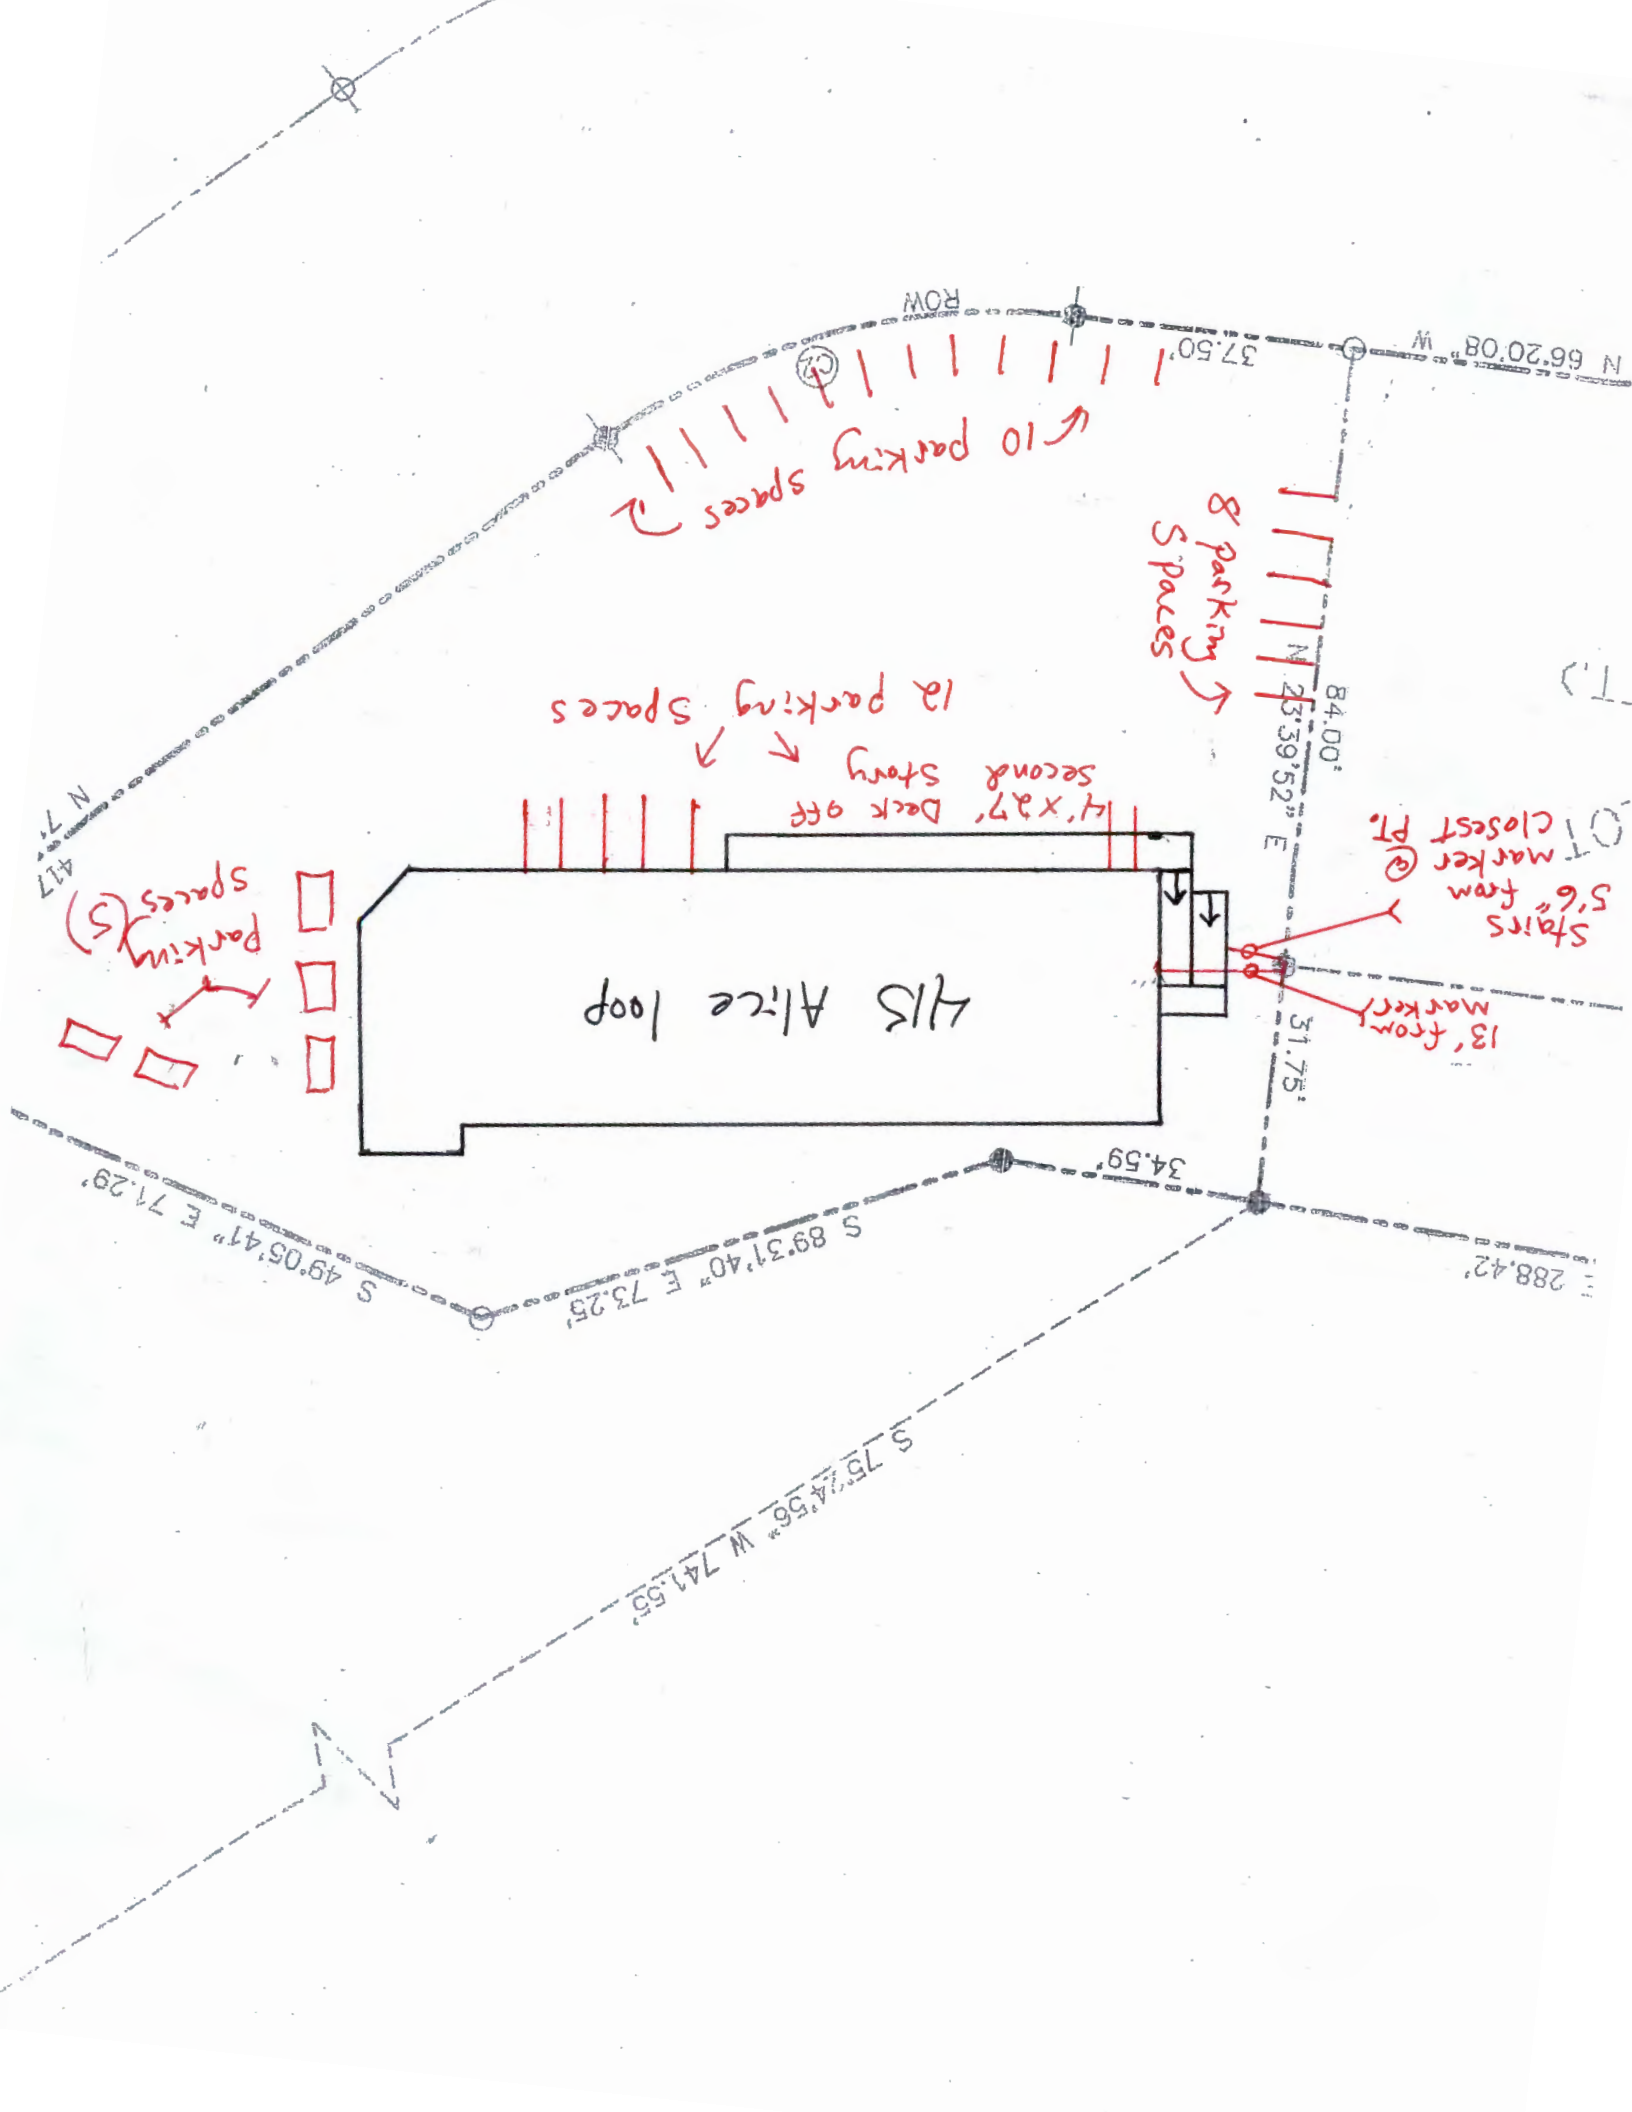 288.42'
E
S 75°24'56" W 741.55'
S 89°31'40" E 73.25'
S 49°05'41" E 71.29'
34.59'
31.75'
13' from
marker
Stairs
5'6" from
marker @
closest PT.
415 Alice loop
parking
spaces (5)
4'x27' Deck off
second story
12 parking spaces
8 parking
spaces
10 parking spaces
N 23°39'52" E
84.00'
OT
T.)
N 7°
417
C2
37.50'
ROW
N 66°20'08" W